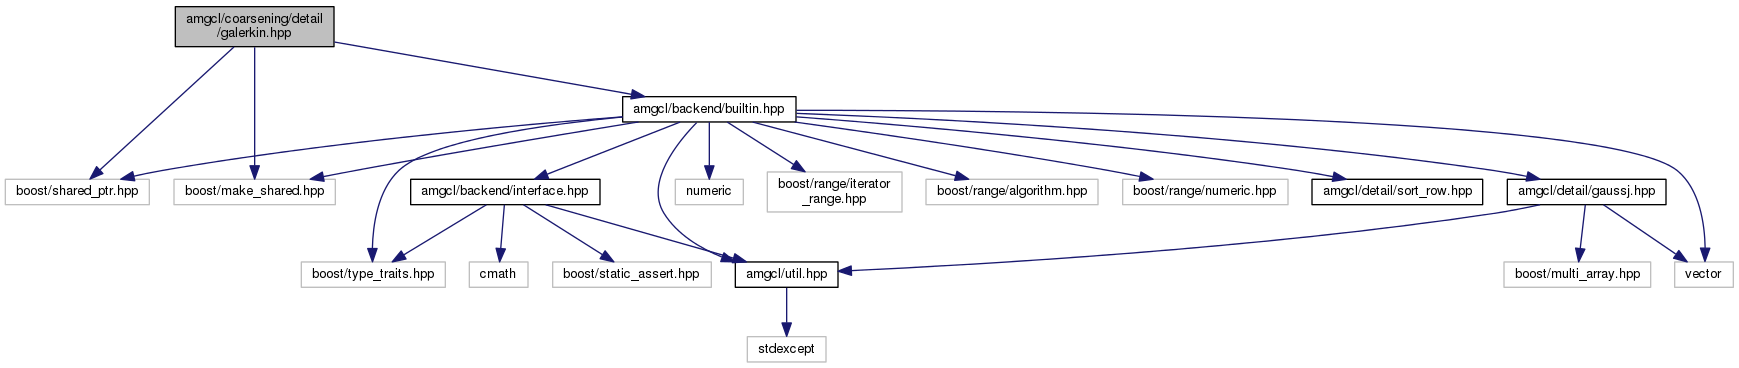 amgcl/coarsening/detail
/galerkin.hpp
amgcl/backend/builtin.hpp
boost/shared_ptr.hpp
boost/make_shared.hpp
amgcl/backend/interface.hpp
numeric
boost/range/iterator
_range.hpp
boost/range/algorithm.hpp
boost/range/numeric.hpp
amgcl/detail/sort_row.hpp
amgcl/detail/gaussj.hpp
boost/type_traits.hpp
cmath
boost/static_assert.hpp
amgcl/util.hpp
boost/multi_array.hpp
vector
stdexcept